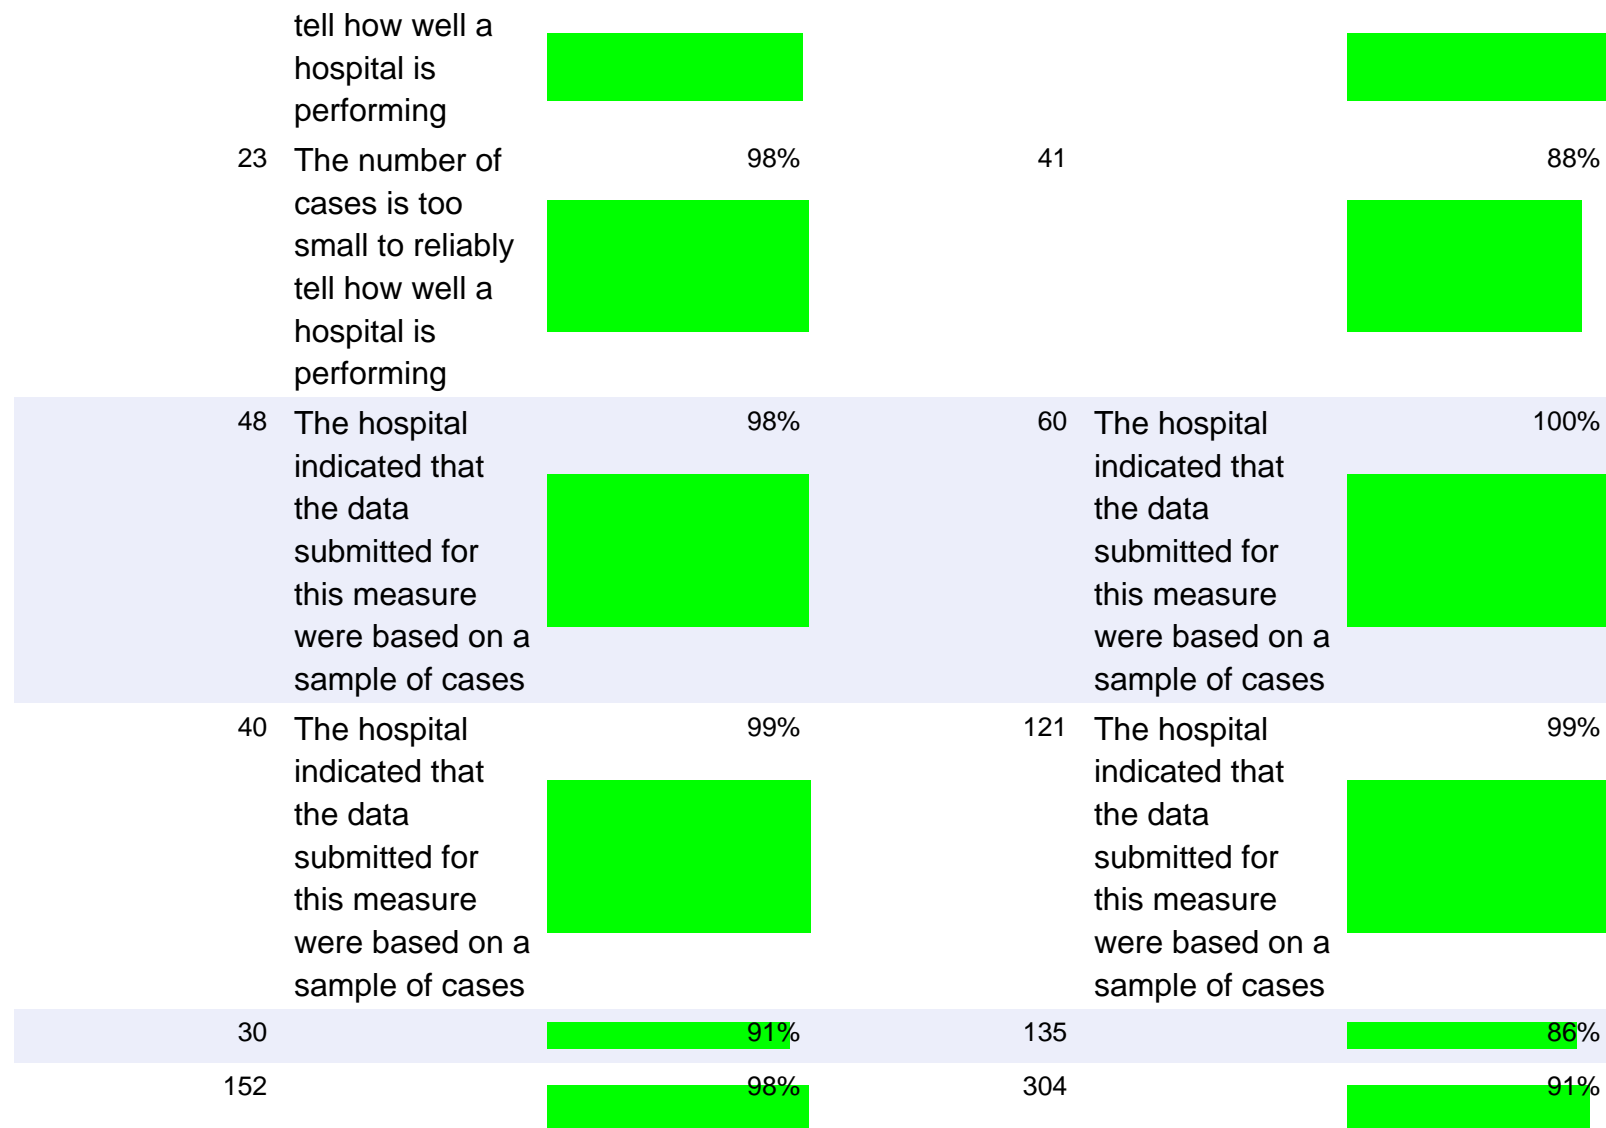 tell how well a
hospital is
performing
23 The number of 98% 41 88%
cases is too
small to reliably
tell how well a
hospital is
performing
48 The hospital 98% 60 The hospital 100%
indicated that indicated that
the data the data
submitted for submitted for
this measure this measure
were based on a were based on a
sample of cases sample of cases
40 The hospital 99% 121 The hospital 99%
indicated that indicated that
the data the data
submitted for submitted for
this measure this measure
were based on a were based on a
sample of cases sample of cases
30 91% 135 86%
152 98% 304 91%